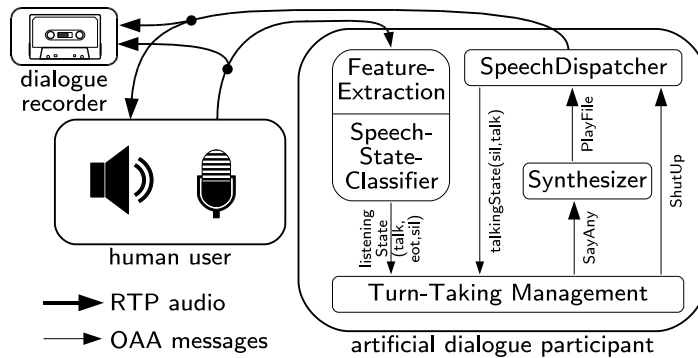 dialogue
recorder
human user
RTP audio
OAA messages
Feature-
Extraction
Speech-
State-
Classifier
SpeechDispatcher
Synthesizer
PlayFile
ShutUp
SayAny
talkingState(sil,talk)
listening
State
(talk,
eot,sil)
Turn-Taking Management
artificial dialogue participant